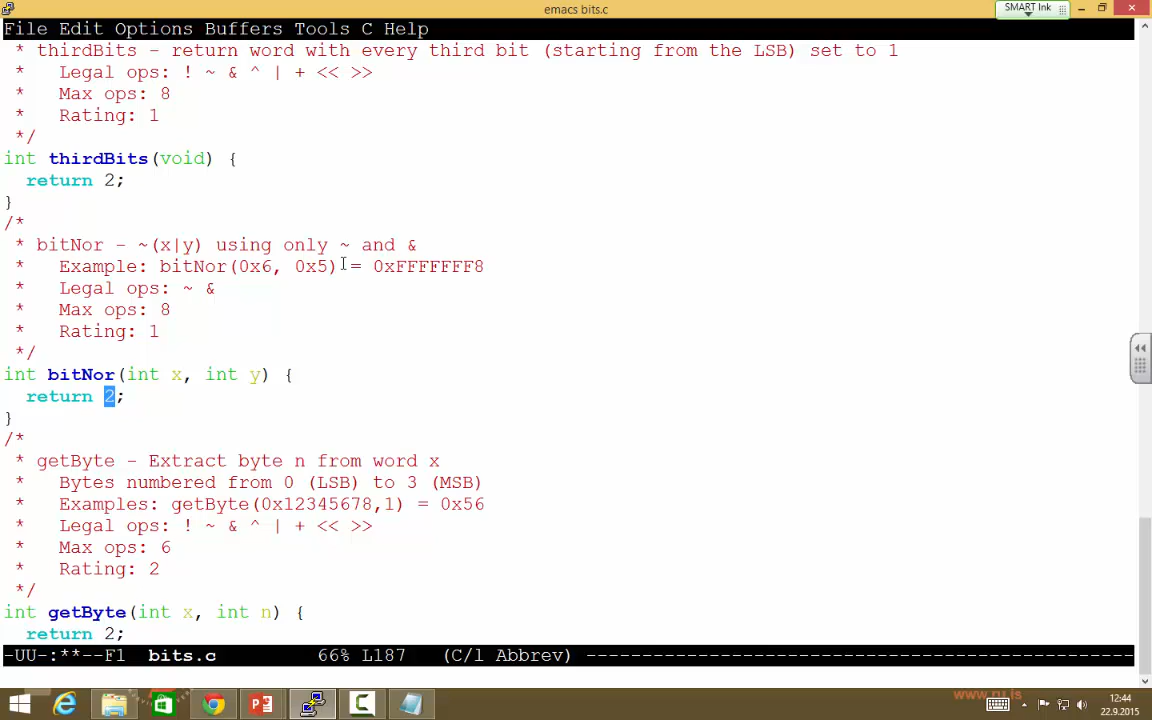 emacs bits.c
SMART Ink
File Edit Options Buffers Tools C Help
 * thirdBits - return word with every third bit (starting from the LSB) set to 1
 *   Legal ops: ! ~ & ^ | + << >>
 *   Max ops: 8
 *   Rating: 1
 */
int thirdBits(void) {
  return 2;
}
/*
 * bitNor - ~(x|y) using only ~ and &
 *   Example: bitNor(0x6, 0x5) = 0xFFFFFFF8
 *   Legal ops: ~ &
 *   Max ops: 8
 *   Rating: 1
 */
int bitNor(int x, int y) {
  return 2;
}
/*
 * getByte - Extract byte n from word x
 *   Bytes numbered from 0 (LSB) to 3 (MSB)
 *   Examples: getByte(0x12345678,1) = 0x56
 *   Legal ops: ! ~ & ^ | + << >>
 *   Max ops: 6
 *   Rating: 2
 */
int getByte(int x, int n) {
  return 2;
-UU-:**--F1  bits.c         66% L187   (C/l Abbrev) -------------------------------------------------
www.ru.is
12:44
22.9.2015